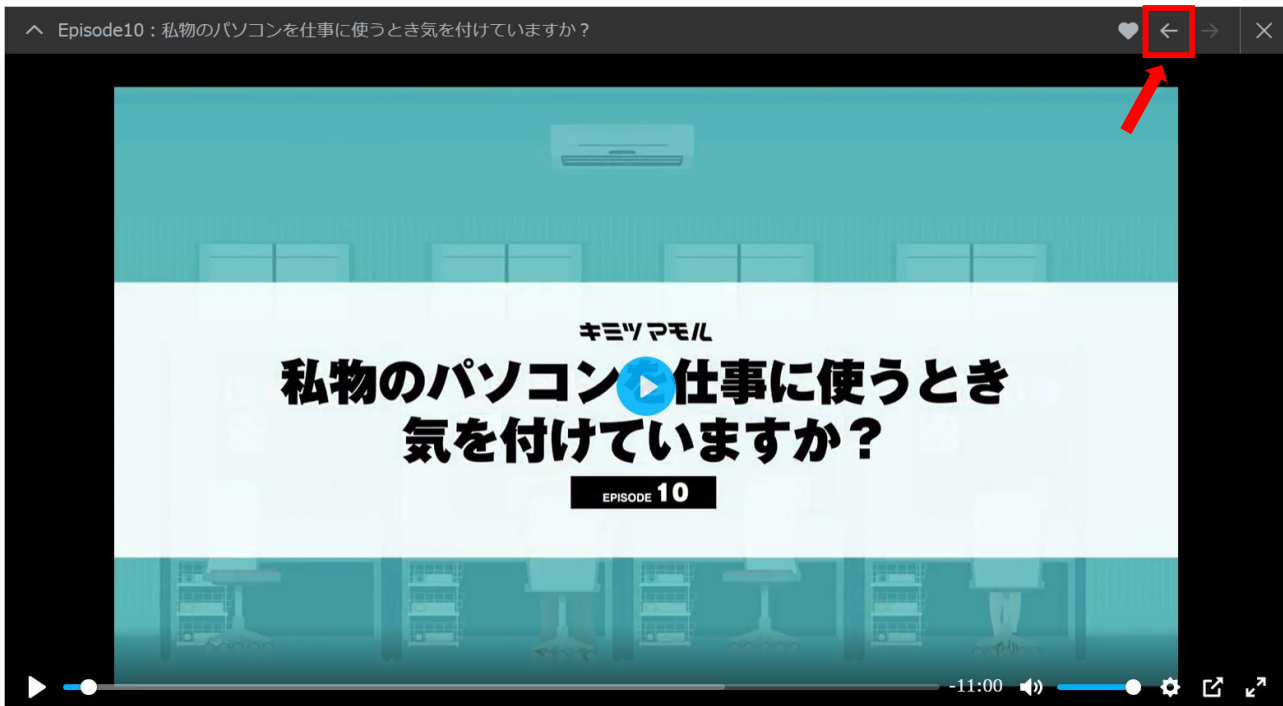 Episode10：私物のパソコンを仕事に使うとき気を付けていますか？
キミツマモル
私物のパソコンを仕事に使うとき
気を付けていますか？
EPISODE 10
-11:00